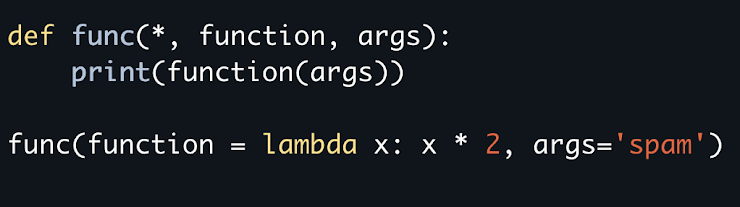 def func(*, function, args):
    print(function(args))
func(function = lambda x: x * 2, args='spam')